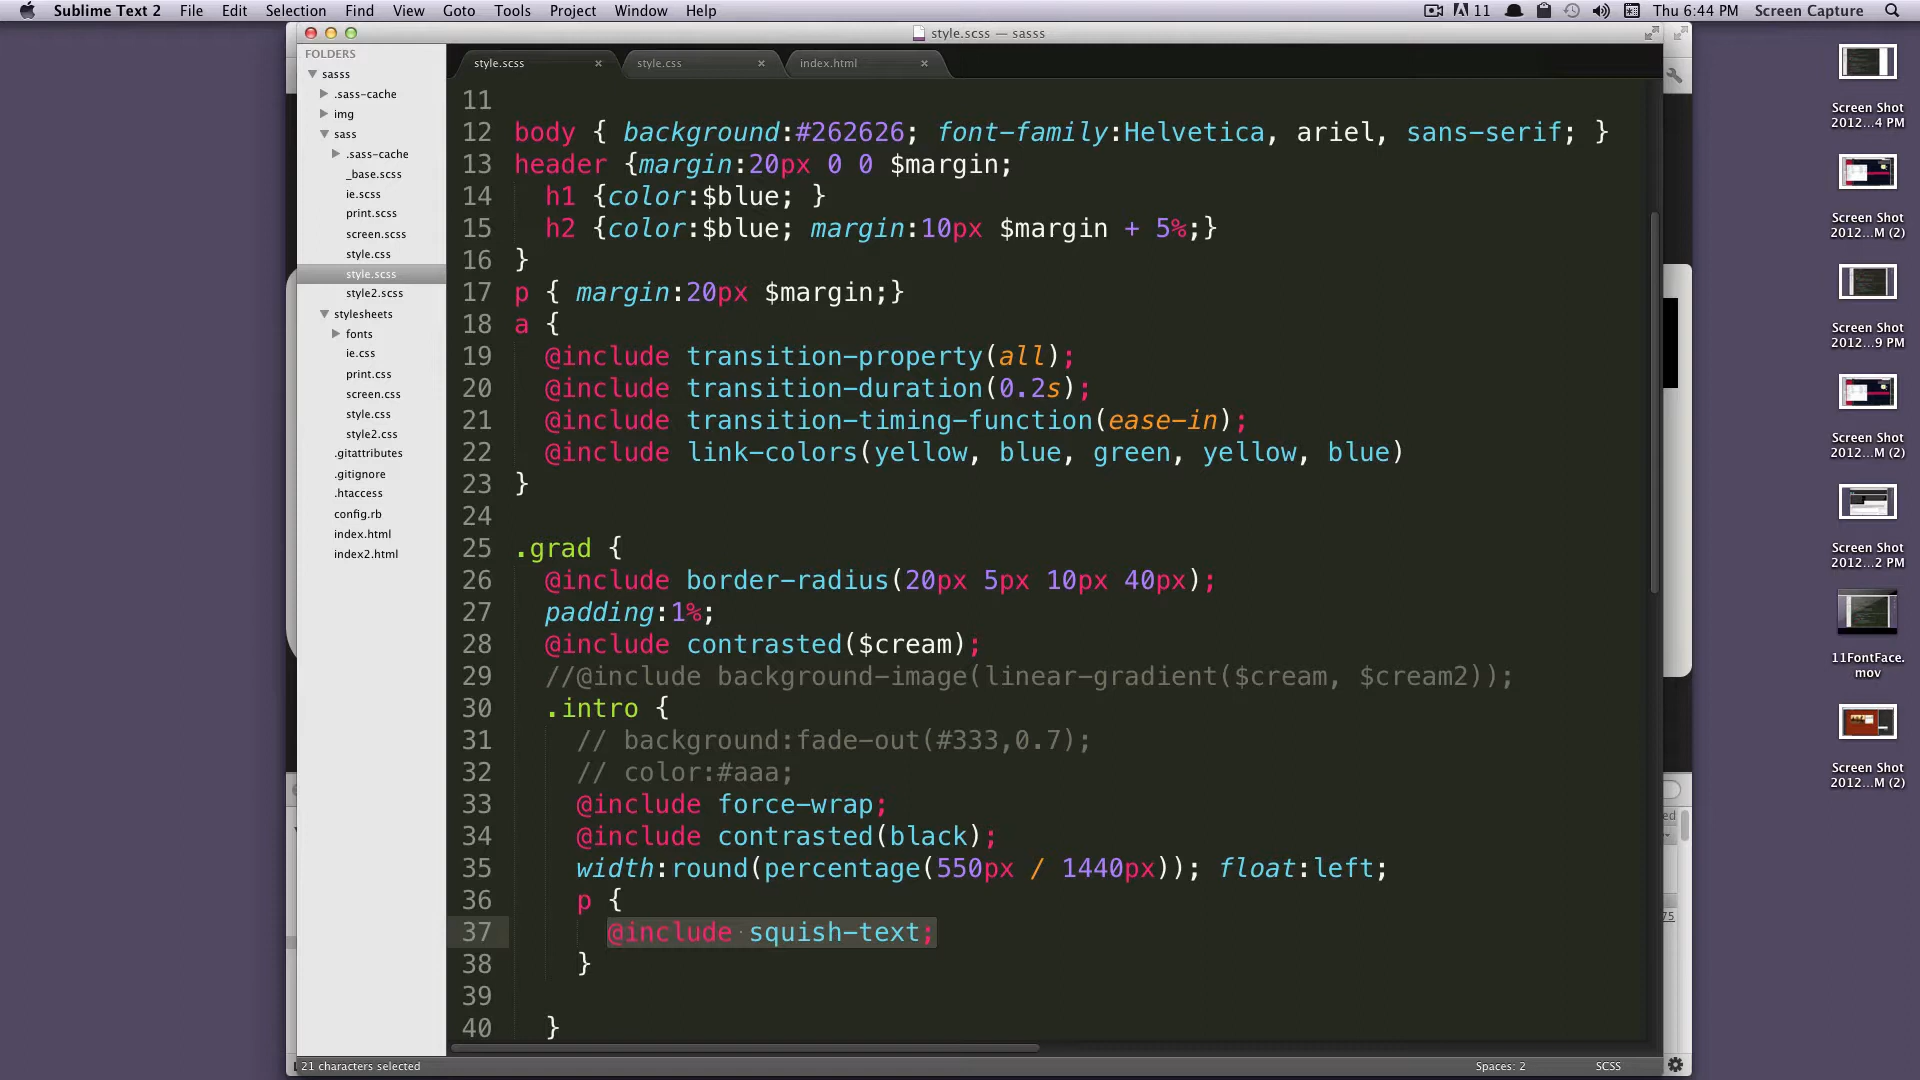 Sublime Text 2 File Edit Selection Find View Goto Tools Project Window Help 11 Thu 6:44 PM Screen Capture
style.scss — sasss
FOLDERS
sasss
.sass-cache
img
sass
.sass-cache
_base.scss
ie.scss
print.scss
screen.scss
style.css
style.scss
style2.scss
stylesheets
fonts
ie.css
print.css
screen.css
style.css
style2.css
.gitattributes
.gitignore
.htaccess
config.rb
index.html
index2.html
style.scss style.css index.html
11
12 body { background:#262626; font-family:Helvetica, ariel, sans-serif; }
13 header {margin:20px 0 0 $margin;
14 h1 {color:$blue; }
15 h2 {color:$blue; margin:10px $margin + 5%;}
16 }
17 p { margin:20px $margin;}
18 a {
19 @include transition-property(all);
20 @include transition-duration(0.2s);
21 @include transition-timing-function(ease-in);
22 @include link-colors(yellow, blue, green, yellow, blue)
23 }
24
25 .grad {
26 @include border-radius(20px 5px 10px 40px);
27 padding:1%;
28 @include contrasted($cream);
29 //@include background-image(linear-gradient($cream, $cream2));
30 .intro {
31 // background:fade-out(#333,0.7);
32 // color:#aaa;
33 @include force-wrap;
34 @include contrasted(black);
35 width:round(percentage(550px / 1440px)); float:left;
36 p {
37 @include squish-text;
38 }
39
40 }
21 characters selected Spaces: 2 SCSS
Screen Shot
2012...4 PM
Screen Shot
2012...M (2)
Screen Shot
2012...9 PM
Screen Shot
2012...M (2)
Screen Shot
2012...2 PM
11FontFace.
mov
Screen Shot
2012...M (2)
ed
75